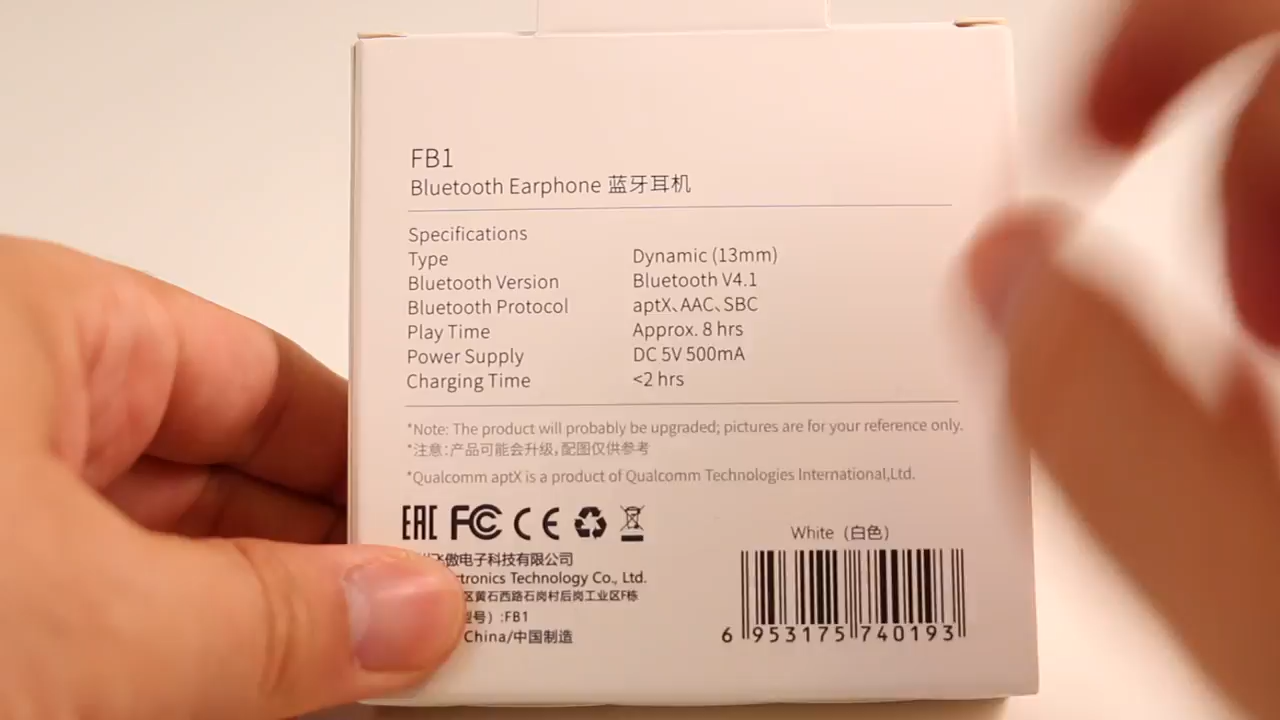 FB1
Bluetooth Earphone 蓝牙耳机
Specifications
Type Dynamic (13mm)
Bluetooth Version Bluetooth V4.1
Bluetooth Protocol aptX、AAC、SBC
Play Time Approx. 8 hrs
Power Supply DC 5V 500mA
Charging Time <2 hrs
*Note: The product will probably be upgraded; pictures are for your reference only.
*注意：产品可能会升级，配图仅供参考
*Qualcomm aptX is a product of Qualcomm Technologies International,Ltd.
EAC FC CE
White（白色）
飞傲电子科技有限公司
Technology Co., Ltd.
区黄石西路石岗村后岗工业区F栋
号）:FB1
China/中国制造
6 953175 740193